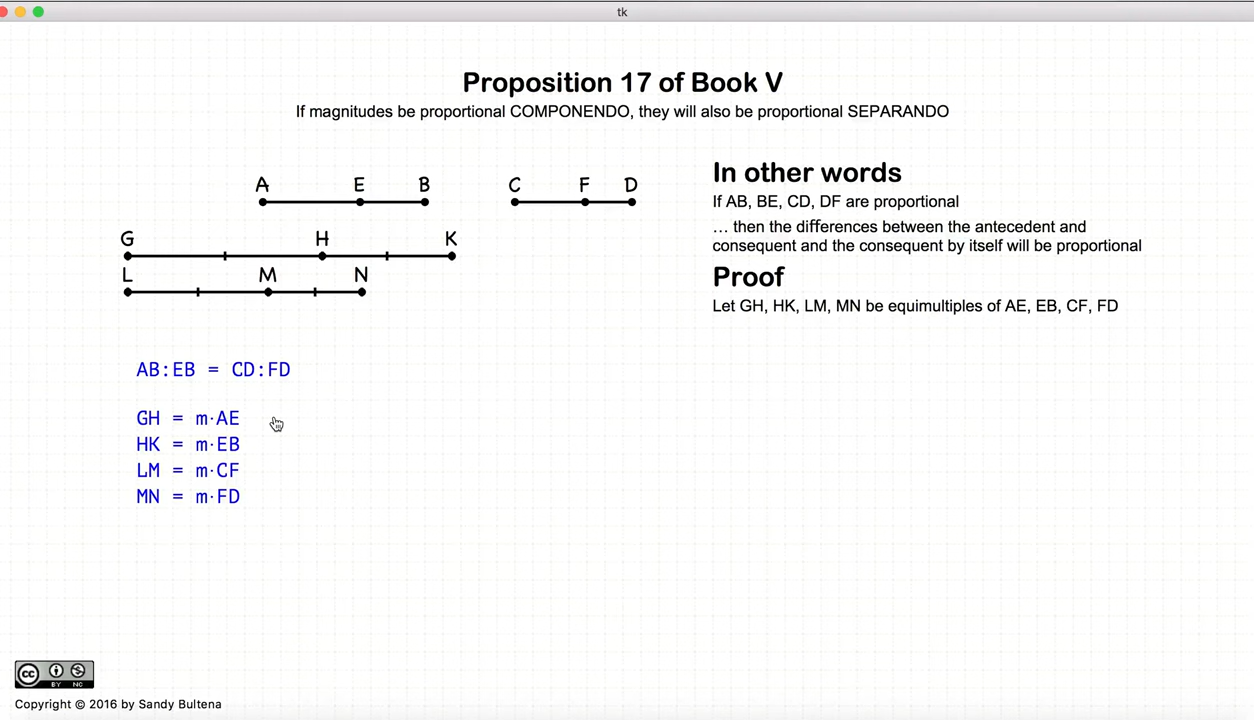 tk
Proposition 17 of Book V
If magnitudes be proportional COMPONENDO, they will also be proportional SEPARANDO
A E B C F D
G H K
L M N
In other words
If AB, BE, CD, DF are proportional
… then the differences between the antecedent and
consequent and the consequent by itself will be proportional
Proof
Let GH, HK, LM, MN be equimultiples of AE, EB, CF, FD
AB:EB = CD:FD
GH = m·AE
HK = m·EB
LM = m·CF
MN = m·FD
cc BY NC
Copyright © 2016 by Sandy Bultena